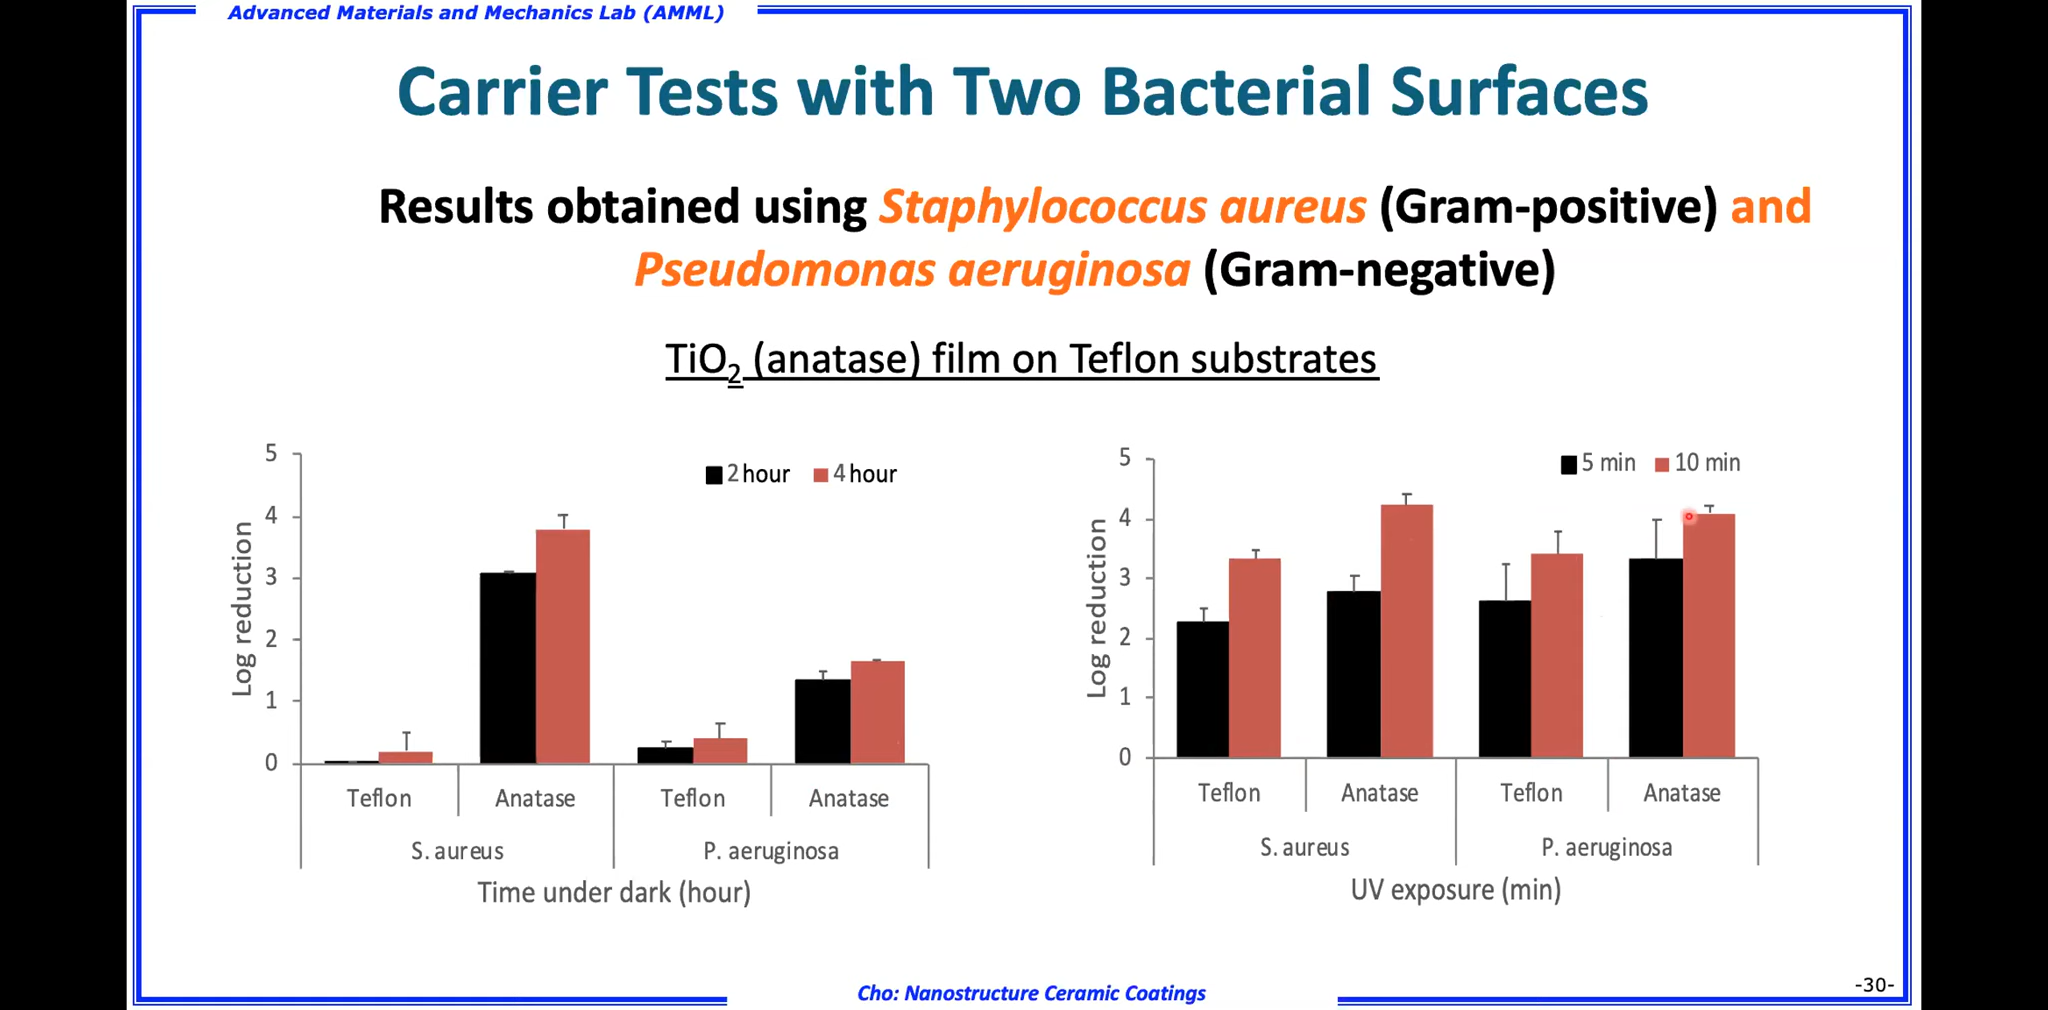 Advanced Materials and Mechanics Lab (AMML)
Carrier Tests with Two Bacterial Surfaces
Results obtained using Staphylococcus aureus (Gram-positive) and
Pseudomonas aeruginosa (Gram-negative)
TiO2 (anatase) film on Teflon substrates
5
4
3
2
1
0
Log reduction
2 hour 4 hour
Teflon Anatase Teflon Anatase
S. aureus P. aeruginosa
Time under dark (hour)
5
4
3
2
1
0
Log reduction
5 min 10 min
Teflon Anatase Teflon Anatase
S. aureus P. aeruginosa
UV exposure (min)
Cho: Nanostructure Ceramic Coatings
-30-